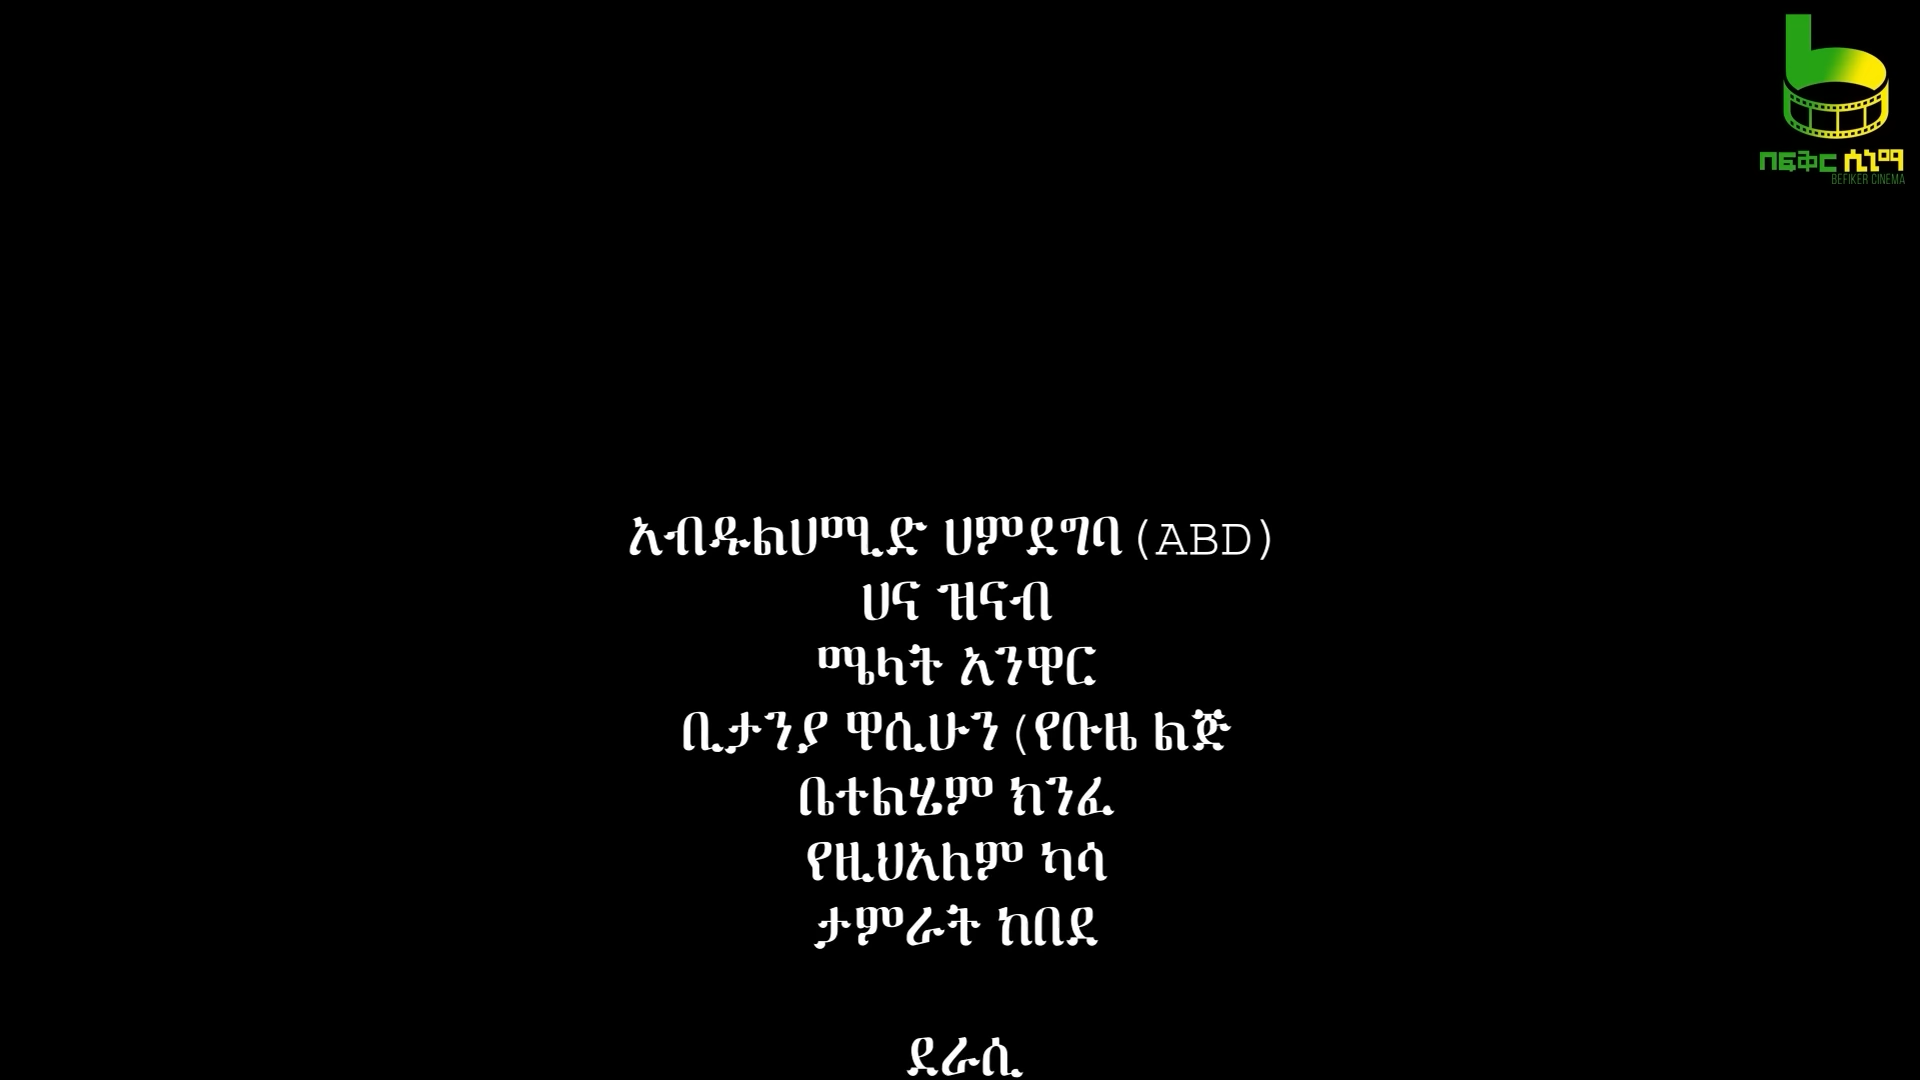 በፍቅር ሲኒማ
BEFIKER CINEMA
አብዱልሀሚድ ሀምደግባ(ABD)
ሀና ዝናብ
ሜላት አንዋር
ቢታንያ ዋሲሁን(የቡዜ ልጅ
ቤተልሄም ክንፈ
የዚህአለም ካሳ
ታምራት ከበደ
ደራሲ